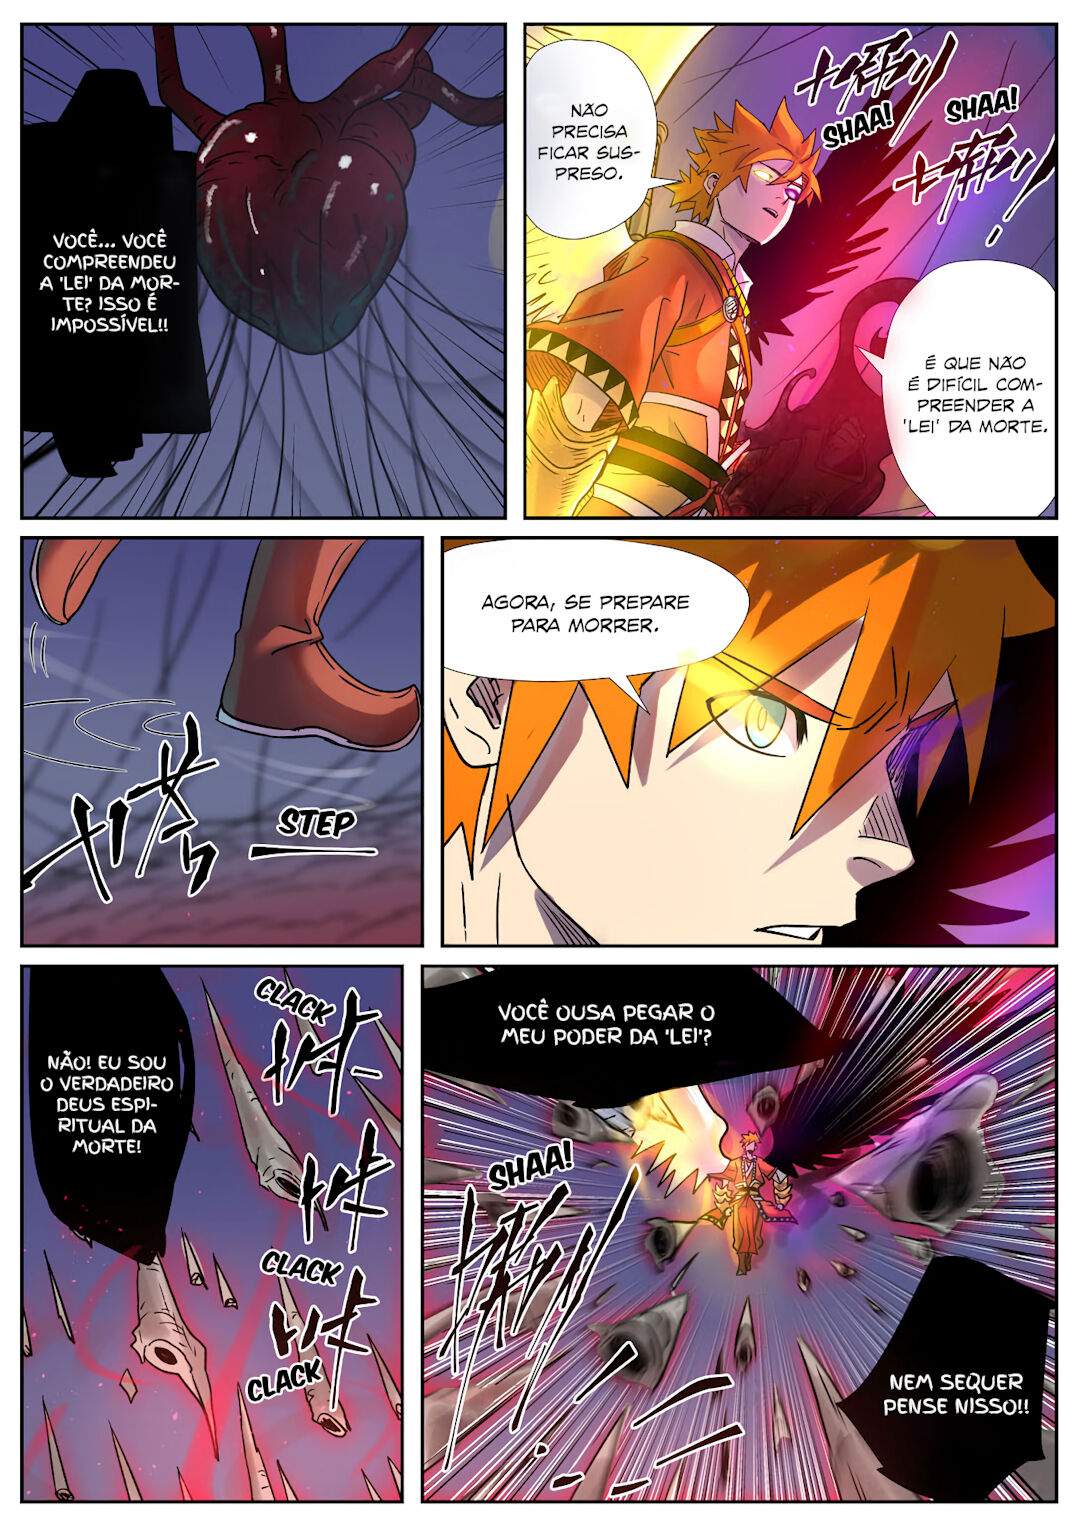 VOCÊ... VOCÊ
COMPREENDEU
A 'LEI' DA MOR-
TE? ISSO É
IMPOSSÍVEL!!
NÃO
PRECISA
FICAR SUS-
PRESO.
SHAA!
SHAA!
É QUE NÃO
É DIFÍCIL COM-
PREENDER A
'LEI' DA MORTE.
STEP
AGORA, SE PREPARE
PARA MORRER.
NÃO! EU SOU
O VERDADEIRO
DEUS ESPI-
RITUAL DA
MORTE!
CLACK
CLACK
CLACK
VOCÊ OUSA PEGAR O
MEU PODER DA 'LEI'?
SHAA!
NEM SEQUER
PENSE NISSO!!